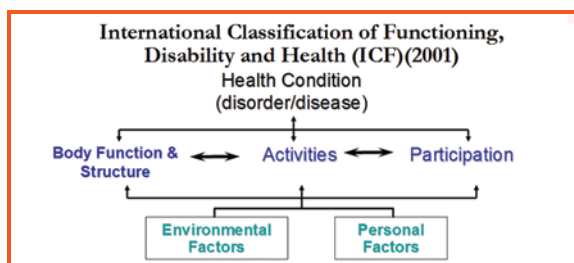 International Classification of Functioning,
Disability and Health (ICF)(2001)
Health Condition
(disorder/disease)
Body Function &
Structure
Activities
Participation
Environmental
Factors
Personal
Factors